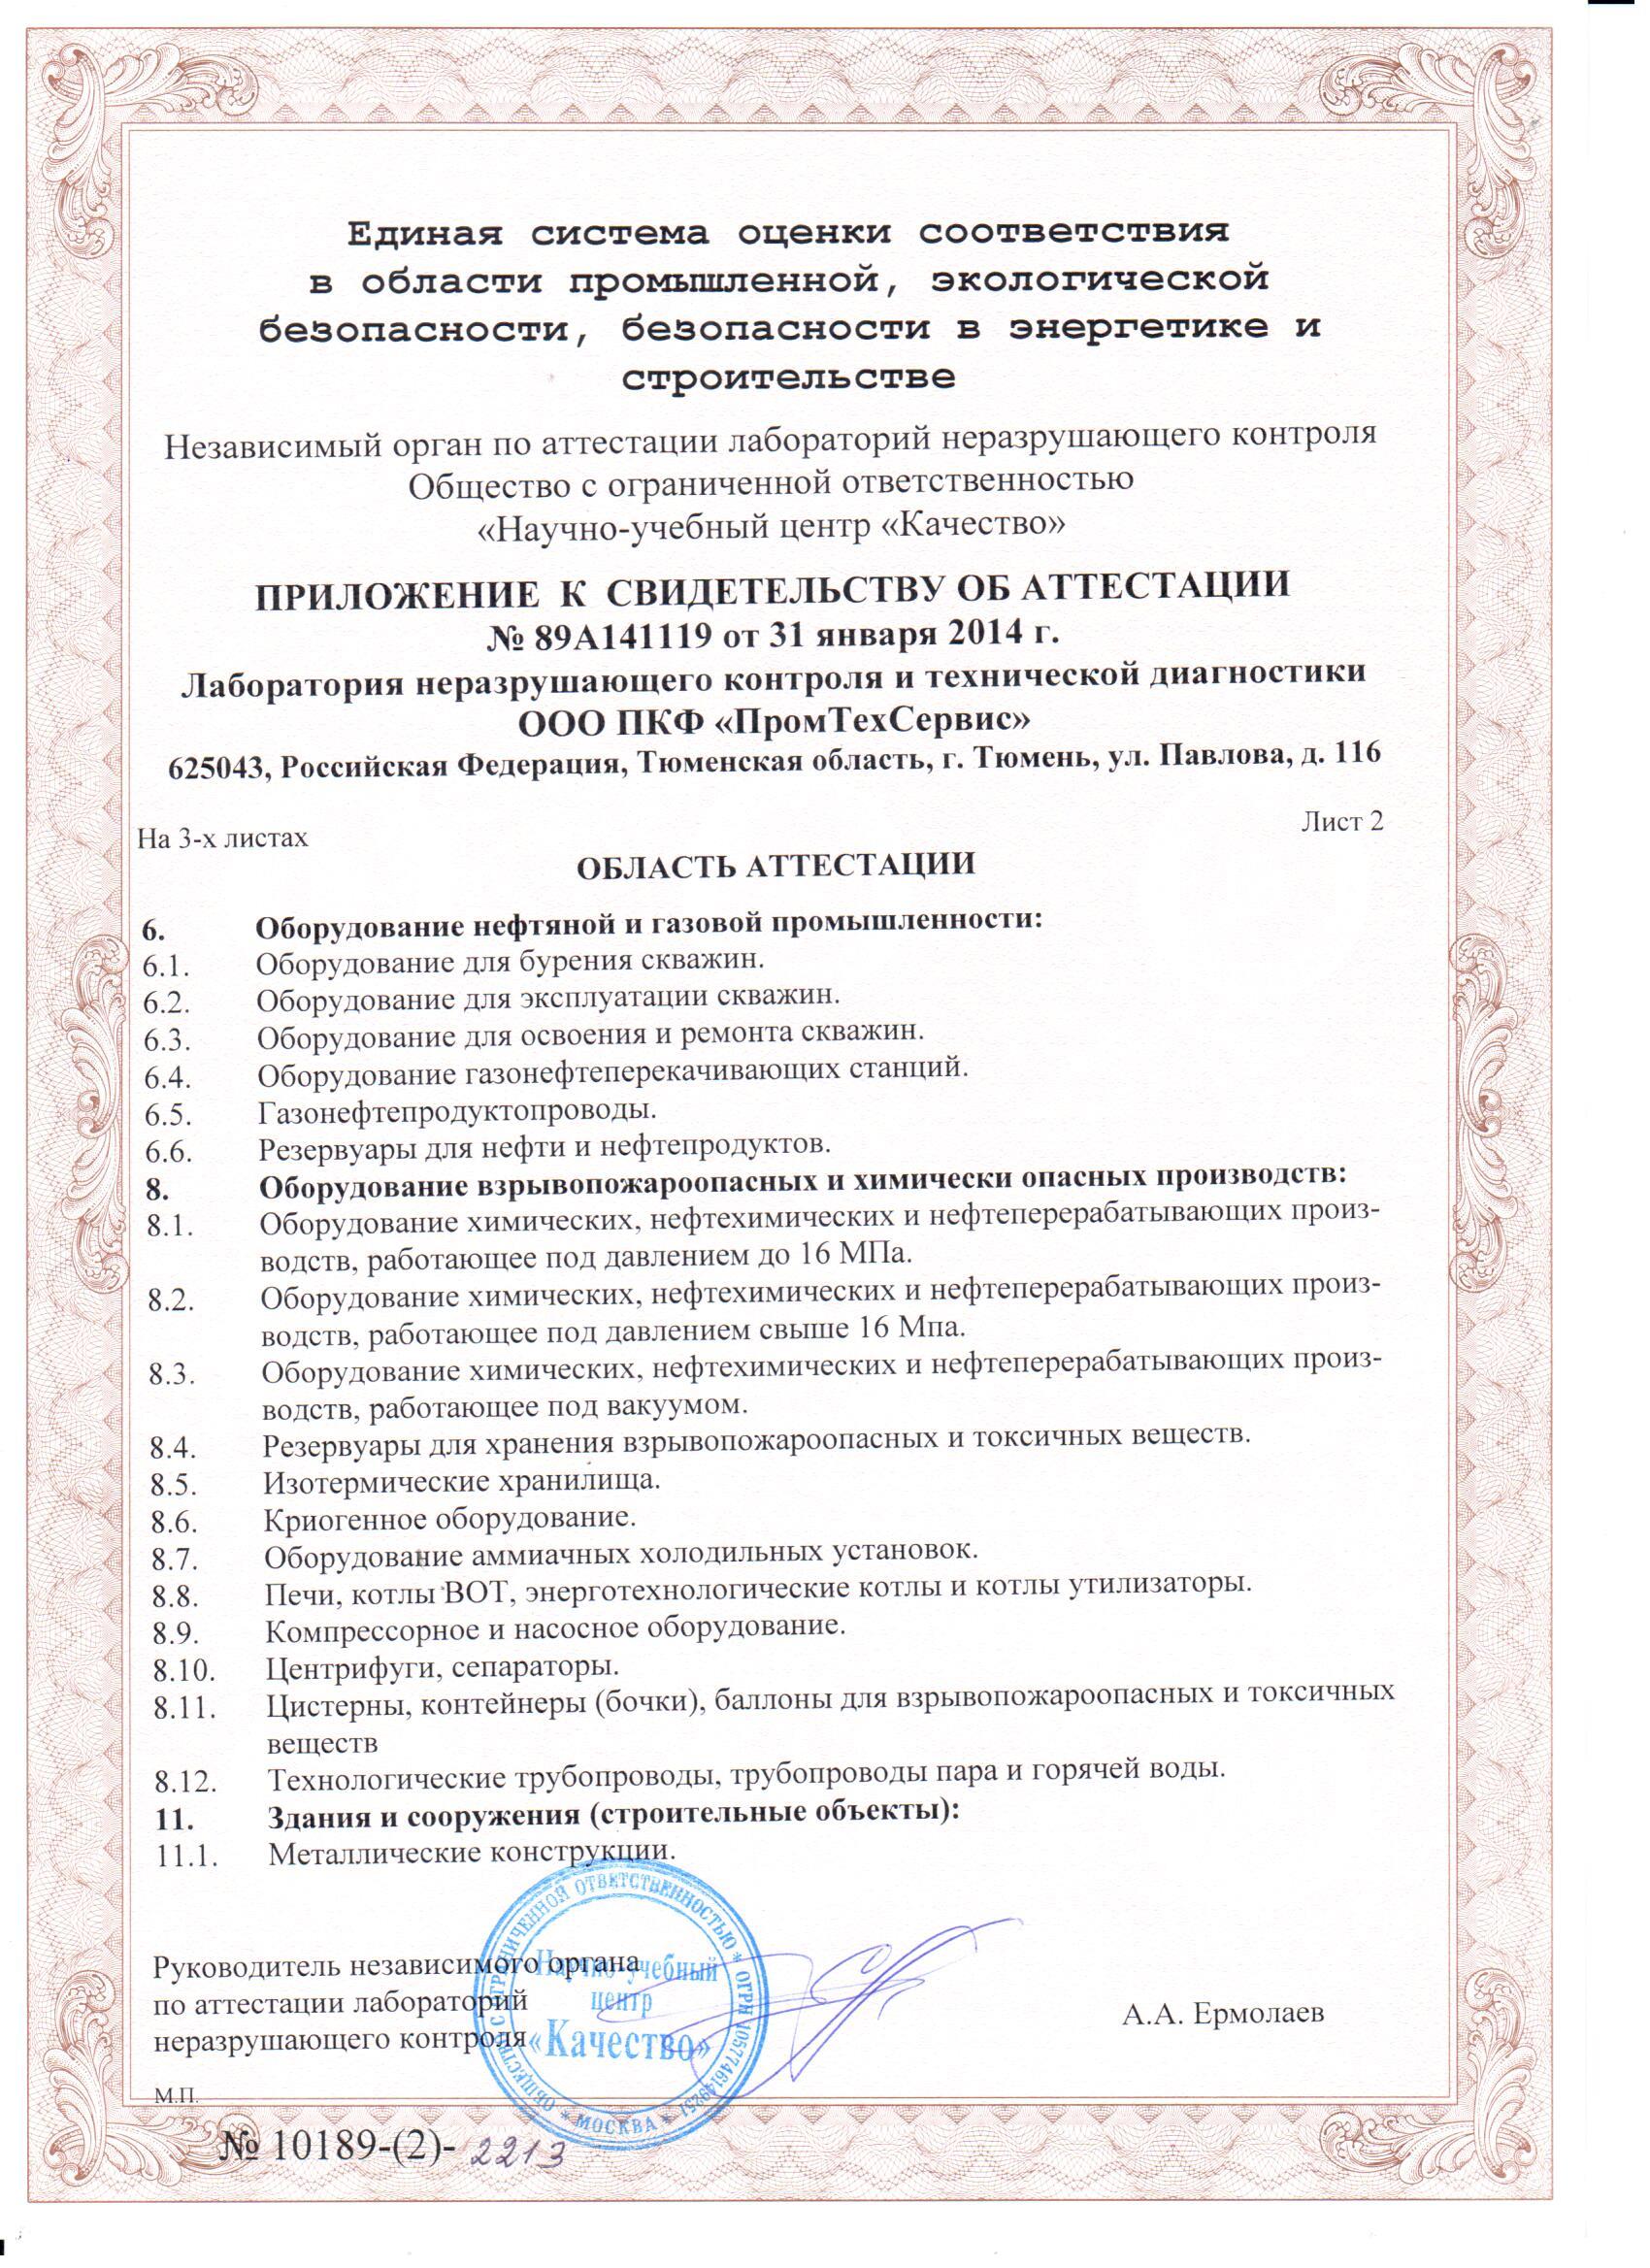 Единая система оценки соответствия
в области промышленной, экологической
безопасности, безопасности в энергетике и
строительстве
Независимый орган по аттестации лабораторий неразрушающего контроля
Общество с ограниченной ответственностью
«Научно-учебный центр «Качество»
ПРИЛОЖЕНИЕ К СВИДЕТЕЛЬСТВУ ОБ АТТЕСТАЦИИ
№ 89А141119 от 31 января 2014 г.
Лаборатория неразрушающего контроля и технической диагностики
ООО ПКФ «ПромТехСервис»
625043, Российская Федерация, Тюменская область, г. Тюмень, ул. Павлова, д. 116
На 3-х листах Лист 2
ОБЛАСТЬ АТТЕСТАЦИИ
6. Оборудование нефтяной и газовой промышленности:
6.1. Оборудование для бурения скважин.
6.2. Оборудование для эксплуатации скважин.
6.3. Оборудование для освоения и ремонта скважин.
6.4. Оборудование газонефтеперекачивающих станций.
6.5. Газонефтепродуктопроводы.
6.6. Резервуары для нефти и нефтепродуктов.
8. Оборудование взрывопожароопасных и химически опасных производств:
8.1. Оборудование химических, нефтехимических и нефтеперерабатывающих произ-
водств, работающее под давлением до 16 МПа.
8.2. Оборудование химических, нефтехимических и нефтеперерабатывающих произ-
водств, работающее под давлением свыше 16 Мпа.
8.3. Оборудование химических, нефтехимических и нефтеперерабатывающих произ-
водств, работающее под вакуумом.
8.4. Резервуары для хранения взрывопожароопасных и токсичных веществ.
8.5. Изотермические хранилища.
8.6. Криогенное оборудование.
8.7. Оборудование аммиачных холодильных установок.
8.8. Печи, котлы ВОТ, энерготехнологические котлы и котлы утилизаторы.
8.9. Компрессорное и насосное оборудование.
8.10. Центрифуги, сепараторы.
8.11. Цистерны, контейнеры (бочки), баллоны для взрывопожароопасных и токсичных
веществ
8.12. Технологические трубопроводы, трубопроводы пара и горячей воды.
11. Здания и сооружения (строительные объекты):
11.1. Металлические конструкции.
Руководитель независимого органа
по аттестации лабораторий
неразрушающего контроля
А.А. Ермолаев
ОБЩЕСТВО С ОГРАНИЧЕННОЙ ОТВЕТСТВЕННОСТЬЮ * ОГРН 1057746149251 * МОСКВА *
Научно-учебный
центр
«Качество»
М.П.
№ 10189-(2)- 2213